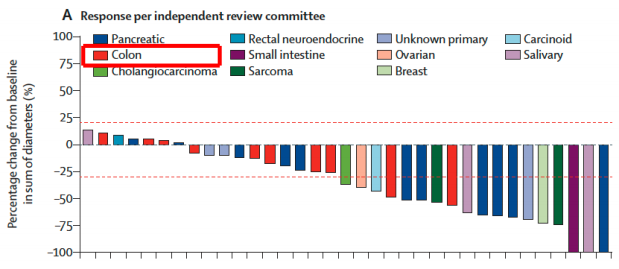 A Response per independent review committee
Pancreatic Rectal neuroendocrine Unknown primary Carcinoid
Colon Small intestine Ovarian Salivary
Cholangiocarcinoma Sarcoma Breast
Percentage change from baseline
in sum of diameters (%)
100
75
50
25
0
-25
-50
-75
-100